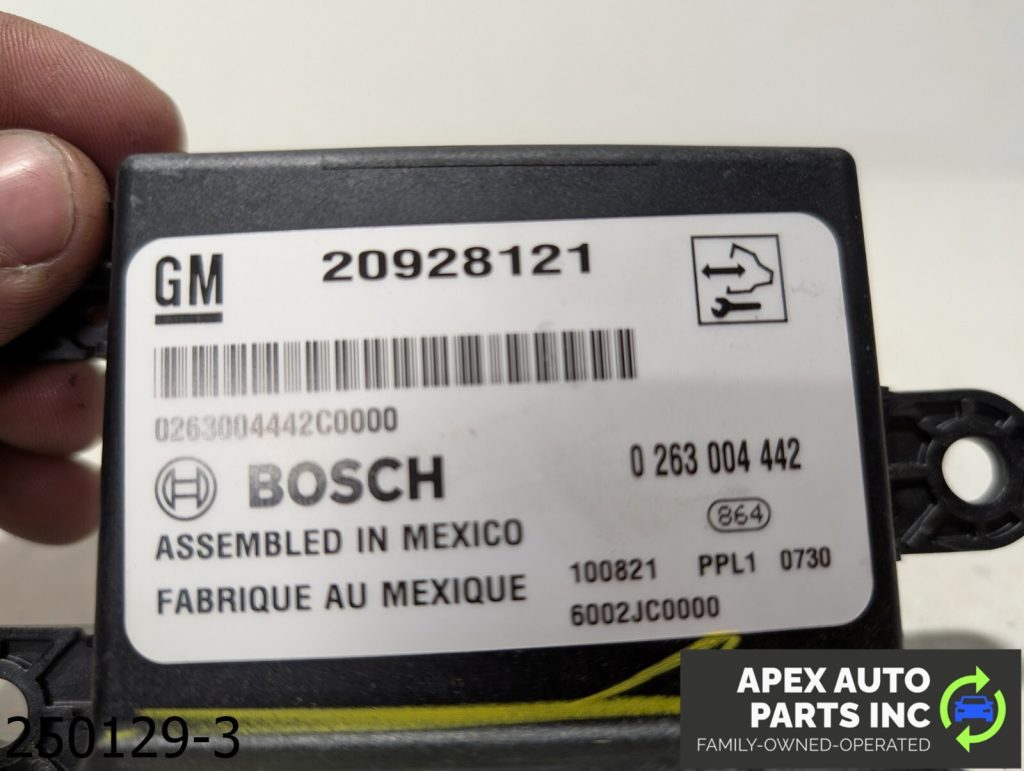 GM
20928121
0263004442C0000
BOSCH
0 263 004 442
864
ASSEMBLED IN MEXICO
FABRIQUE AU MEXIQUE
100821 PPL1 0730
6002JC0000
250129-3
APEX AUTO
PARTS INC
FAMILY-OWNED-OPERATED